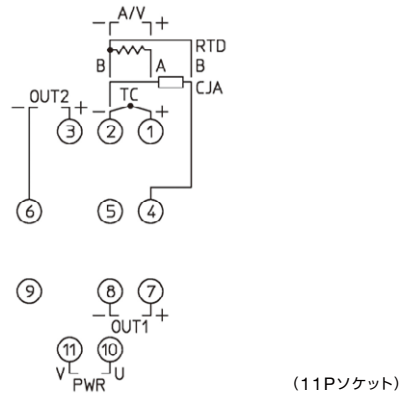 − A/V +
RTD
B A B
CJA
OUT2 TC
− + − +
3 2 1
6 5 4
9 8 7
− + 
OUT1
11 10
V U
PWR
(11Pソケット)